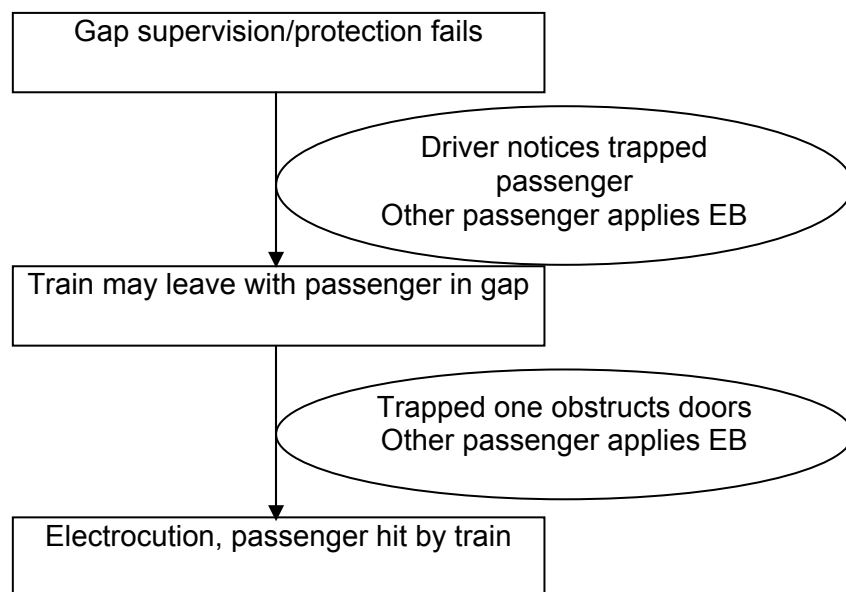 Gap supervision/protection fails
Driver notices trapped
passenger
Other passenger applies EB
Train may leave with passenger in gap
Trapped one obstructs doors
Other passenger applies EB
Electrocution, passenger hit by train